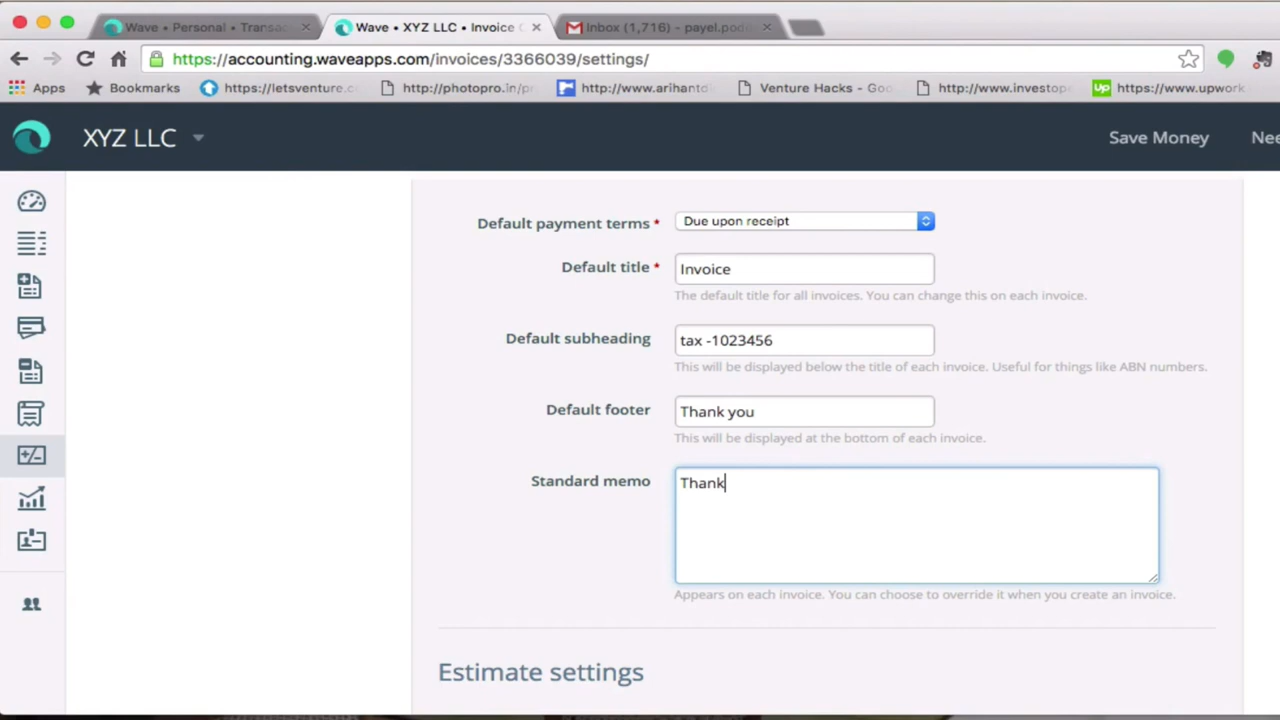 Wave • Personal • Transac
Wave • XYZ LLC • Invoice
Inbox (1,716) - payel.pod
https://accounting.waveapps.com/invoices/3366039/settings/
Apps
Bookmarks
https://letsventure.c
http://photopro.in/p
http://www.arihantd
Venture Hacks - Goo
http://www.investop
Up
https://www.upwork
XYZ LLC
Save Money
Nee
Default payment terms *
Due upon receipt
Default title *
Invoice
The default title for all invoices. You can change this on each invoice.
Default subheading
tax -1023456
This will be displayed below the title of each invoice. Useful for things like ABN numbers.
Default footer
Thank you
This will be displayed at the bottom of each invoice.
Standard memo
Thank
Appears on each invoice. You can choose to override it when you create an invoice.
Estimate settings